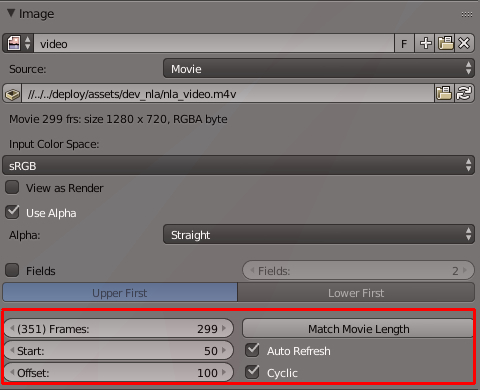 Image
video
F
Source:
Movie
//../../deploy/assets/dev_nla/nla_video.m4v
Movie 299 frs: size 1280 x 720, RGBA byte
Input Color Space:
sRGB
View as Render
Use Alpha
Alpha:
Straight
Fields
Fields: 2
Upper First
Lower First
(351) Frames: 299
Match Movie Length
Start: 50
Auto Refresh
Offset: 100
Cyclic